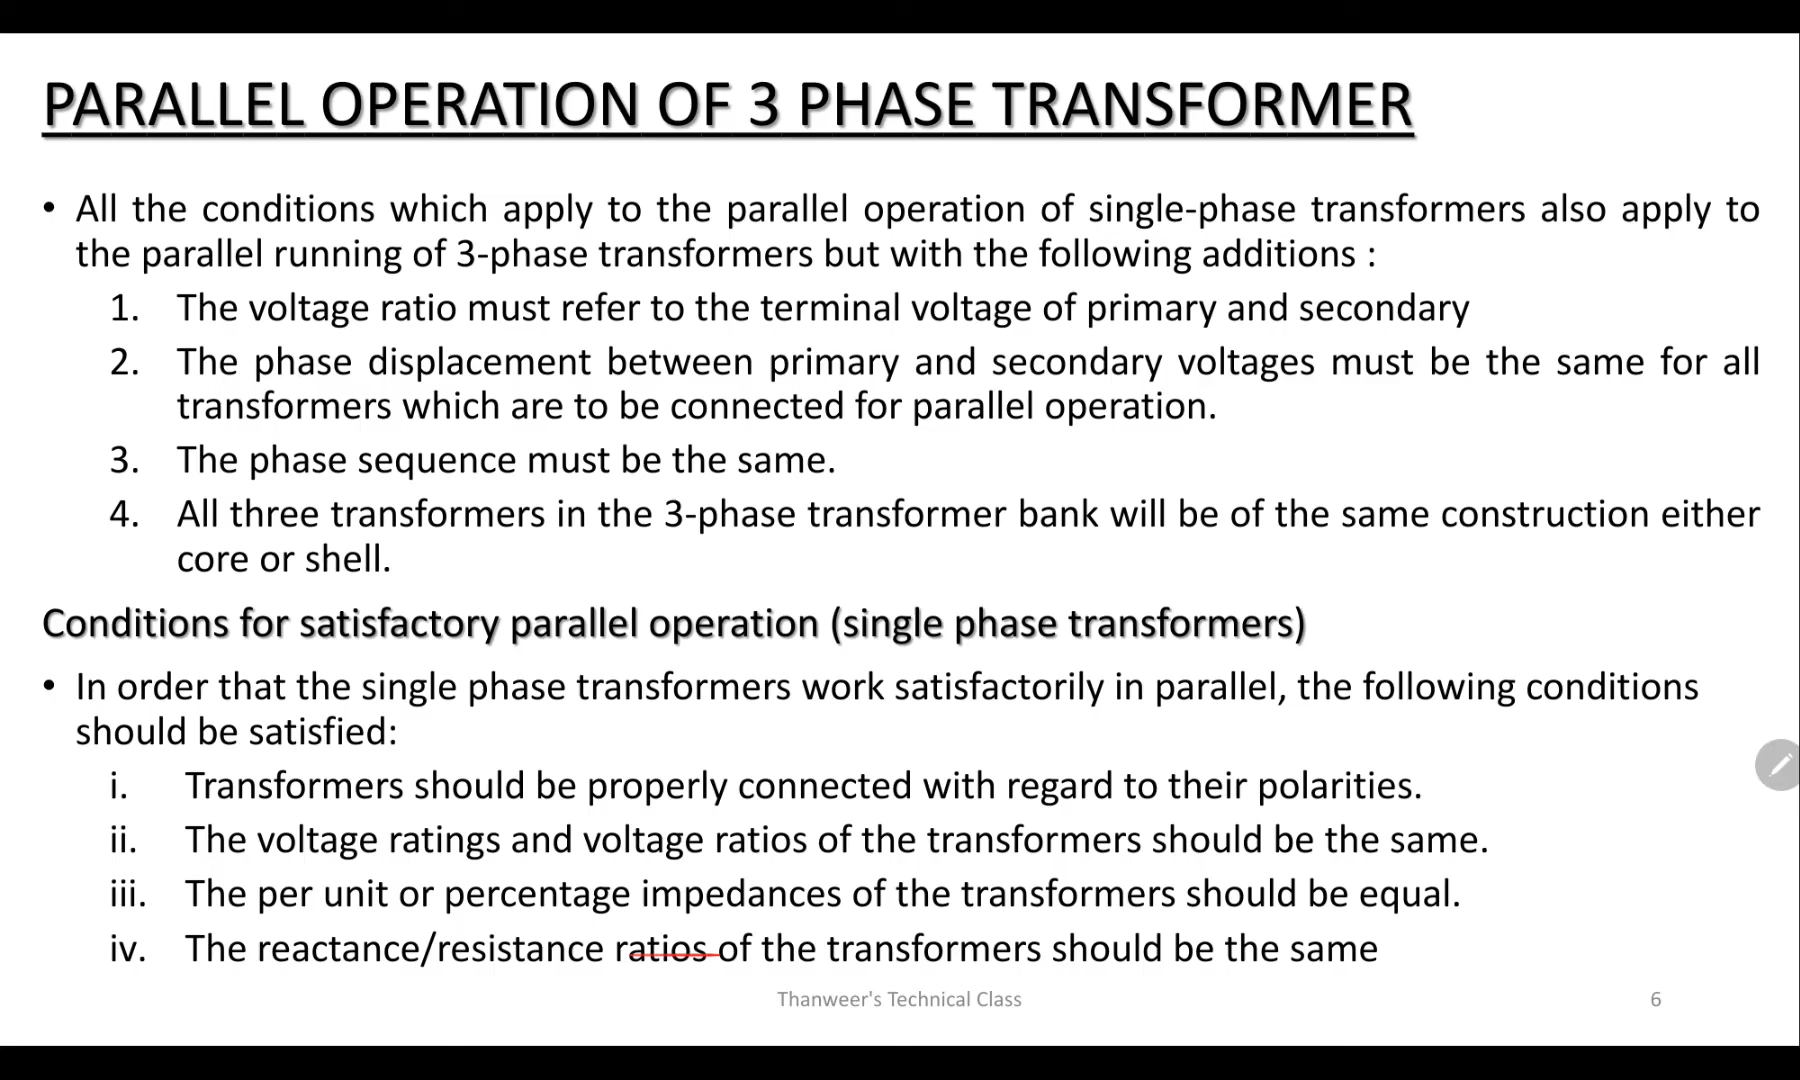 PARALLEL OPERATION OF 3 PHASE TRANSFORMER
• All the conditions which apply to the parallel operation of single-phase transformers also apply to
the parallel running of 3-phase transformers but with the following additions :
1. The voltage ratio must refer to the terminal voltage of primary and secondary
2. The phase displacement between primary and secondary voltages must be the same for all
transformers which are to be connected for parallel operation.
3. The phase sequence must be the same.
4. All three transformers in the 3-phase transformer bank will be of the same construction either
core or shell.
Conditions for satisfactory parallel operation (single phase transformers)
• In order that the single phase transformers work satisfactorily in parallel, the following conditions
should be satisfied:
i. Transformers should be properly connected with regard to their polarities.
ii. The voltage ratings and voltage ratios of the transformers should be the same.
iii. The per unit or percentage impedances of the transformers should be equal.
iv. The reactance/resistance ratios of the transformers should be the same
Thanweer's Technical Class
6